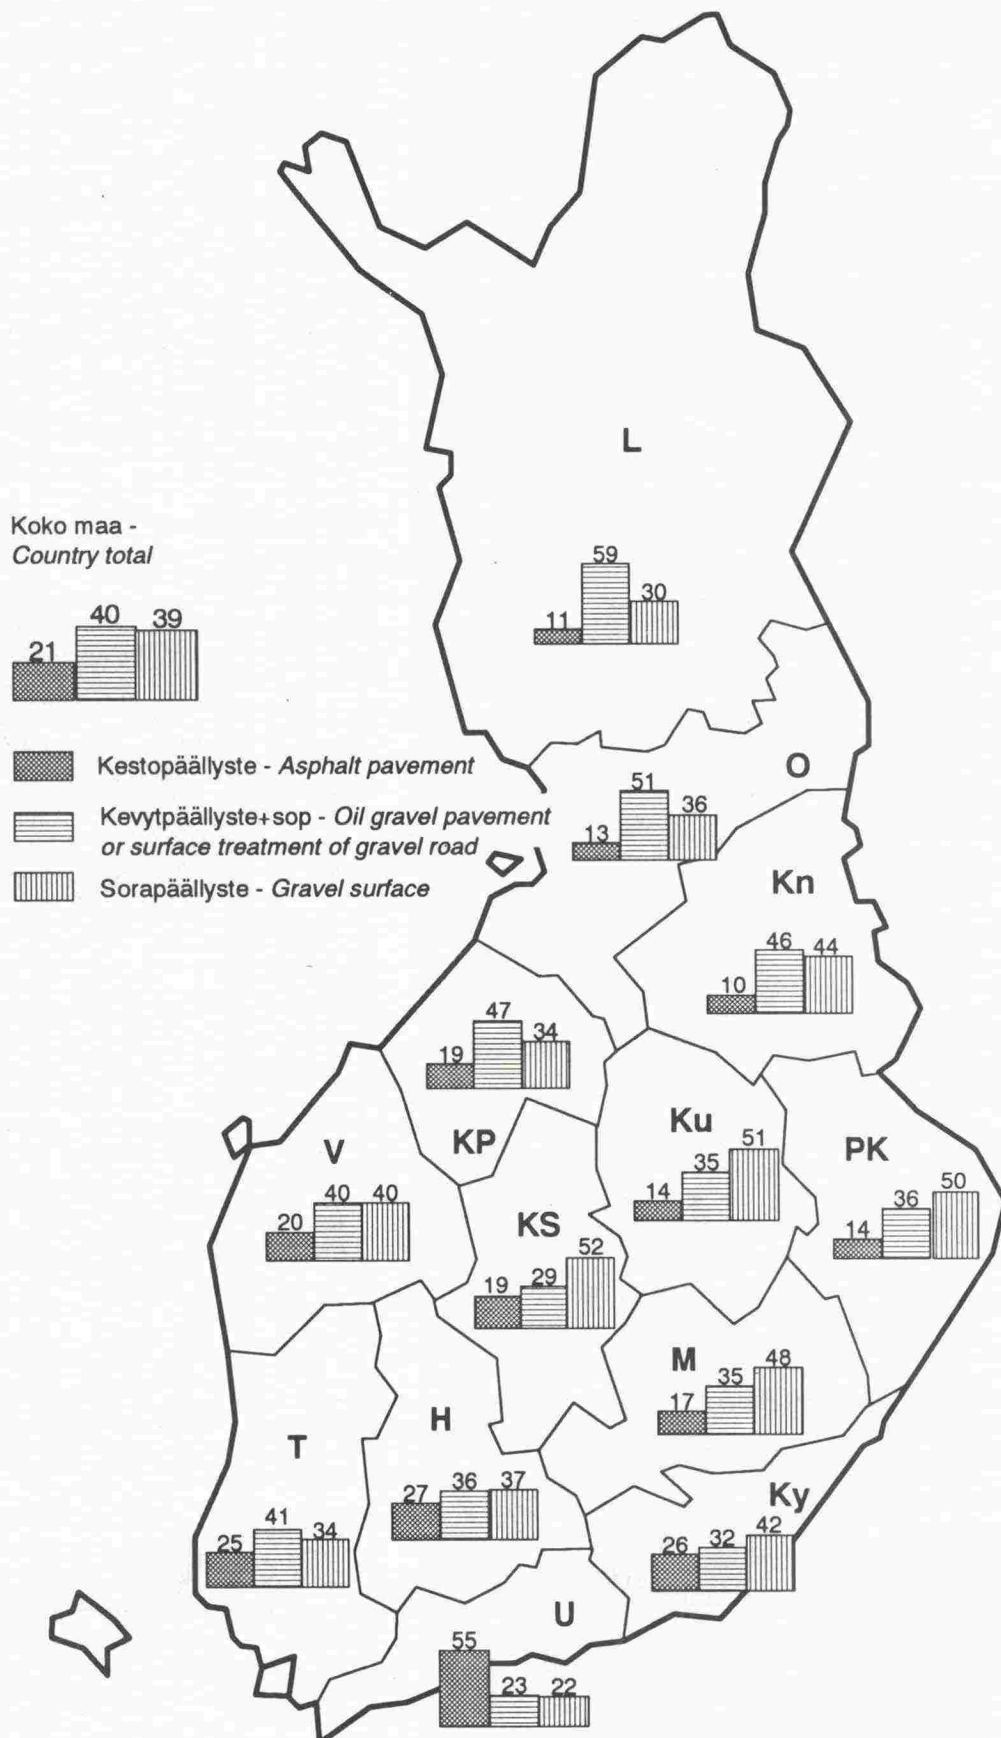 L
59
30
11
Koko maa -
Country total
40 39
21
Kestopäällyste - Asphalt pavement
Kevytpäällyste+sop - Oil gravel pavement
or surface treatment of gravel road
Sorapäällyste - Gravel surface
O
51
36
13
Kn
46 44
10
47
34
19
KP
V
40 40
20
Ku
51
35
14
PK
50
36
14
KS
52
29
19
M
48
35
17
H
36 37
27
T
41
34
25
Ky
42
32
26
U
55
23 22